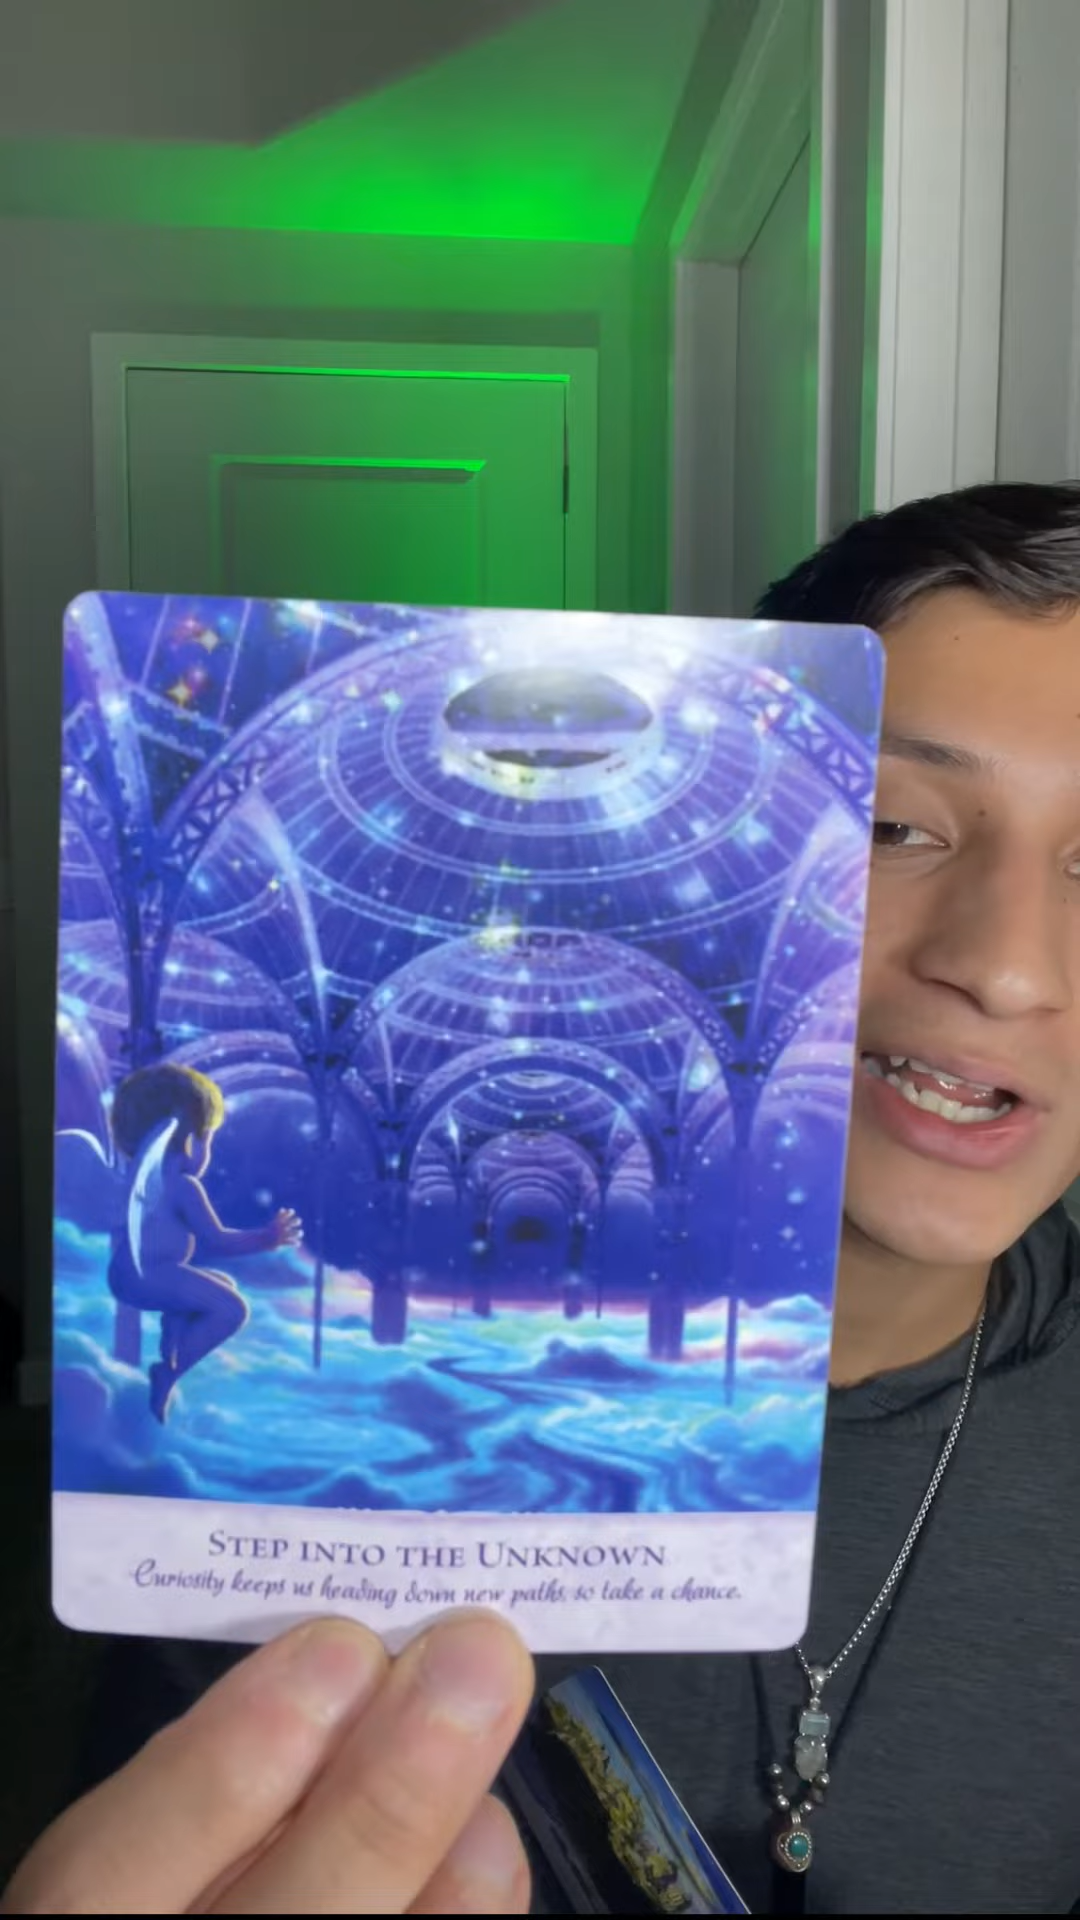 STEP INTO THE UNKNOWN
Curiosity keeps us heading down new paths, so take a chance.